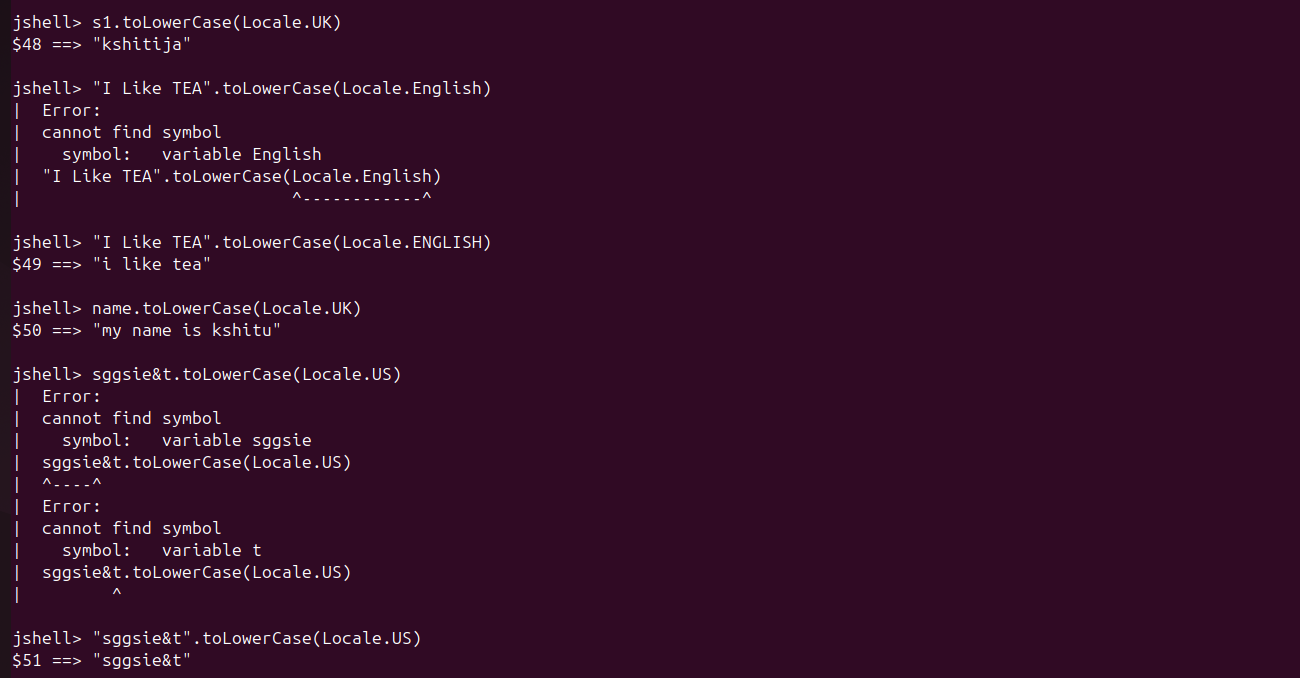 jshell> s1.toLowerCase(Locale.UK)
$48 ==> "kshitija"
jshell> "I Like TEA".toLowerCase(Locale.English)
|  Error:
|  cannot find symbol
|    symbol:   variable English
|  "I Like TEA".toLowerCase(Locale.English)
|                           ^------------^
jshell> "I Like TEA".toLowerCase(Locale.ENGLISH)
$49 ==> "i like tea"
jshell> name.toLowerCase(Locale.UK)
$50 ==> "my name is kshitu"
jshell> sggsie&t.toLowerCase(Locale.US)
|  Error:
|  cannot find symbol
|    symbol:   variable sggsie
|  sggsie&t.toLowerCase(Locale.US)
|  ^----^
|  Error:
|  cannot find symbol
|    symbol:   variable t
|  sggsie&t.toLowerCase(Locale.US)
|         ^
jshell> "sggsie&t".toLowerCase(Locale.US)
$51 ==> "sggsie&t"